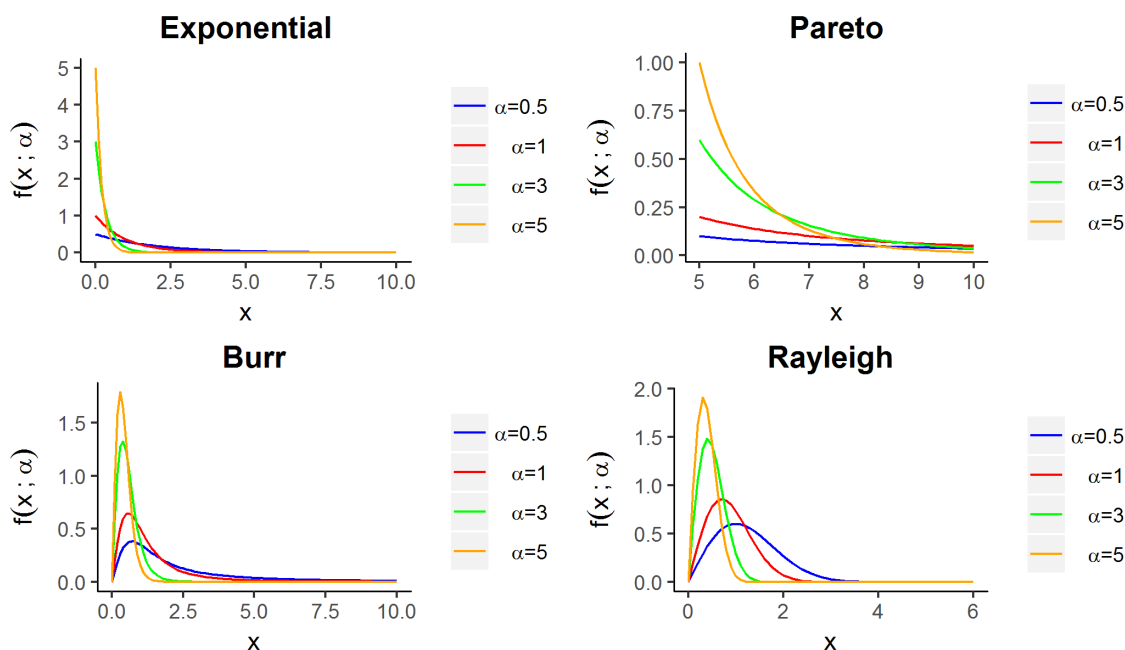 Exponential
5
4
3
2
1
0
f(x ; α)
0.0 2.5 5.0 7.5 10.0
x
α=0.5
α=1
α=3
α=5
Pareto
1.00
0.75
0.50
0.25
0.00
f(x ; α)
5 6 7 8 9 10
x
α=0.5
α=1
α=3
α=5
Burr
1.5
1.0
0.5
0.0
f(x ; α)
0.0 2.5 5.0 7.5 10.0
x
α=0.5
α=1
α=3
α=5
Rayleigh
2.0
1.5
1.0
0.5
0.0
f(x ; α)
0 2 4 6
x
α=0.5
α=1
α=3
α=5